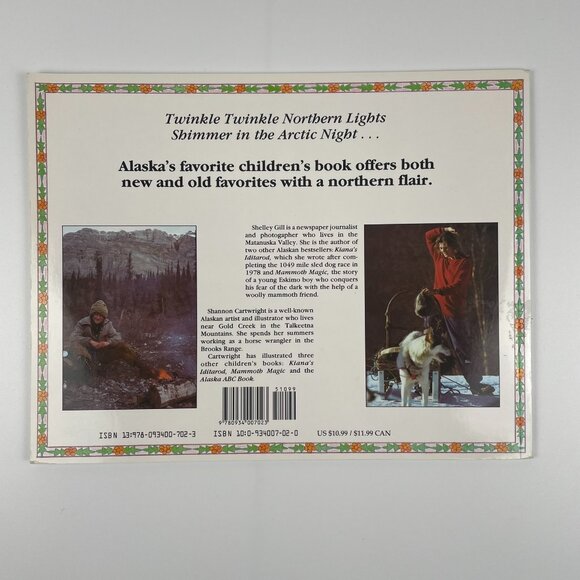 Twinkle Twinkle Northern Lights
Shimmer in the Arctic Night . . .
Alaska's favorite children's book offers both
new and old favorites with a northern flair.
Shelley Gill is a newspaper journalist
and photogapher who lives in the
Matanuska Valley. She is the author of
two other Alaskan bestsellers: Kiana's
Iditarod, which she wrote after com-
pleting the 1049 mile sled dog race in
1978 and Mammoth Magic, the story
of a young Eskimo boy who conquers
his fear of the dark with the help of a
woolly mammoth friend.
Shannon Cartwright is a well-known
Alaskan artist and illustrator who lives
near Gold Creek in the Talkeetna
Mountains. She spends her summers
working as a horse wrangler in the
Brooks Range.
Cartwright has illustrated three
other children's books: Kiana's
Iditarod, Mammoth Magic and the
Alaska ABC Book.
51099
9 780934 007023
ISBN 13:978-093400-702-3
ISBN 10:0-934007-02-0
US $10.99 / $11.99 CAN